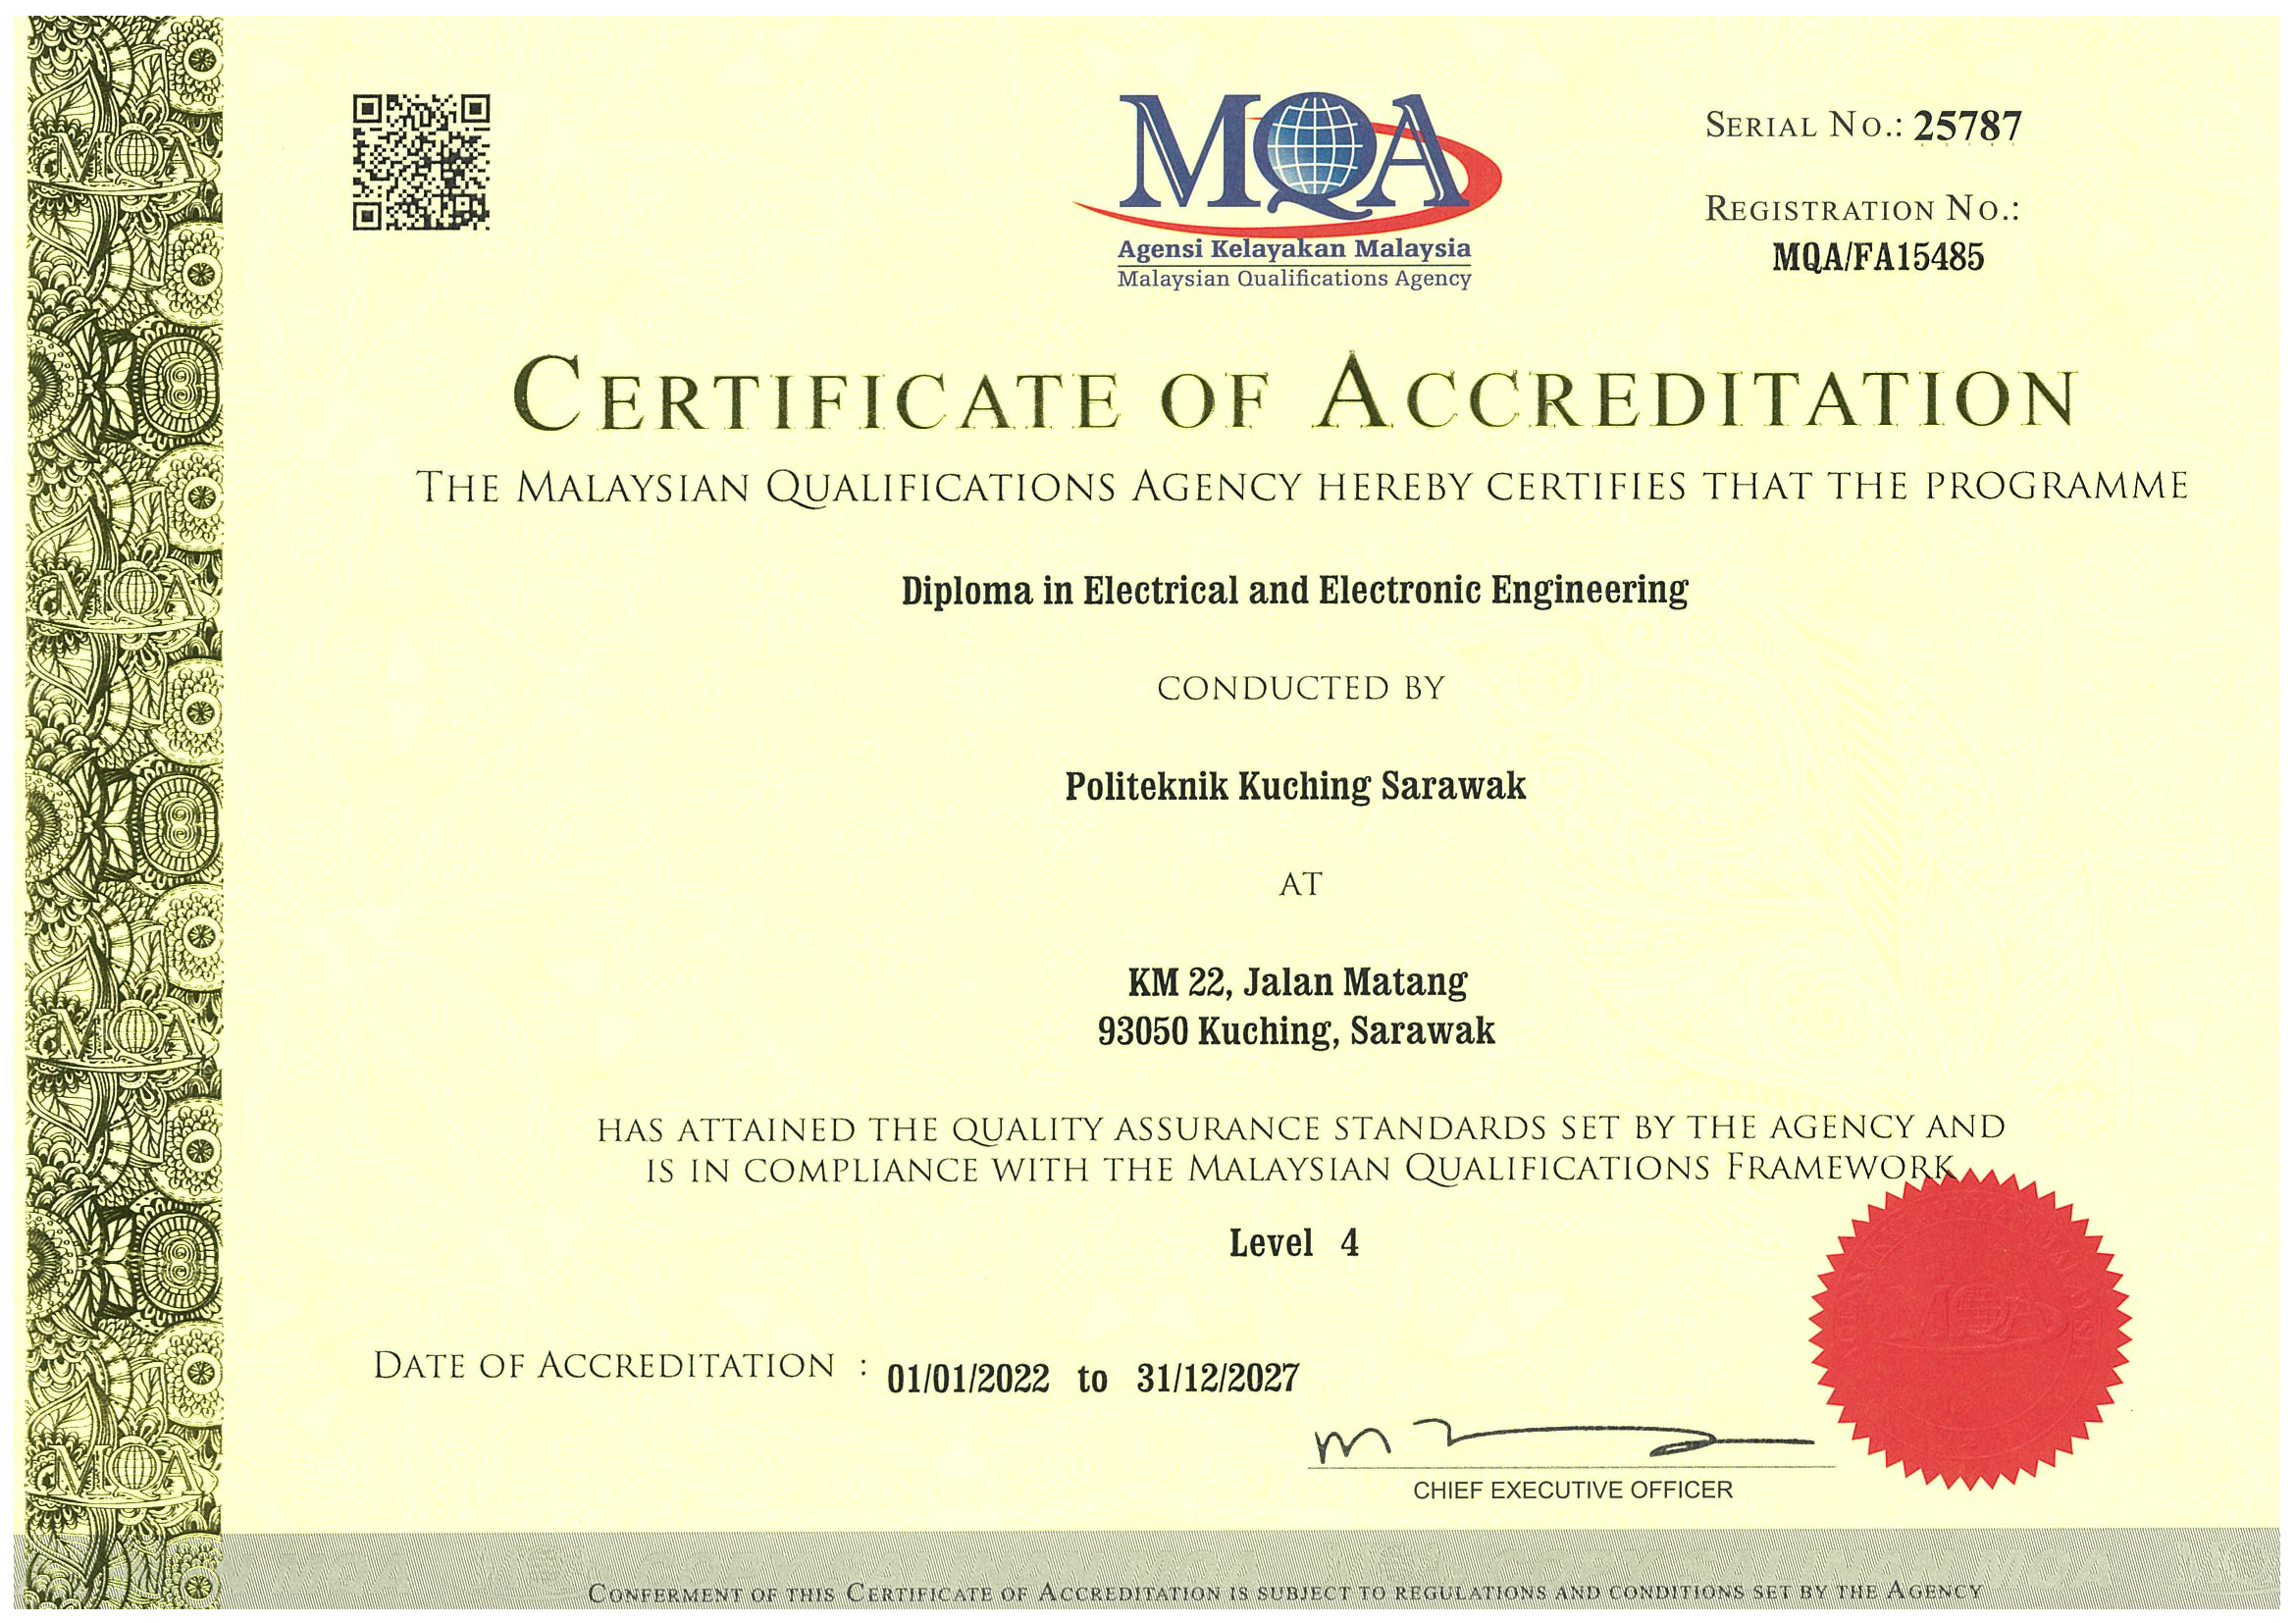 MQA
Agensi Kelayakan Malaysia
Malaysian Qualifications Agency
SERIAL NO.: 25787
REGISTRATION NO.:
MQA/FA15485
CERTIFICATE OF ACCREDITATION
THE MALAYSIAN QUALIFICATIONS AGENCY HEREBY CERTIFIES THAT THE PROGRAMME
Diploma in Electrical and Electronic Engineering
CONDUCTED BY
Politeknik Kuching Sarawak
AT
KM 22, Jalan Matang
93050 Kuching, Sarawak
HAS ATTAINED THE QUALITY ASSURANCE STANDARDS SET BY THE AGENCY AND
IS IN COMPLIANCE WITH THE MALAYSIAN QUALIFICATIONS FRAMEWORK
Level 4
DATE OF ACCREDITATION : 01/01/2022 to 31/12/2027
CHIEF EXECUTIVE OFFICER
MQA
CONFERMENT OF THIS CERTIFICATE OF ACCREDITATION IS SUBJECT TO REGULATIONS AND CONDITIONS SET BY THE AGENCY
MQA
MQA
MQA
MQA